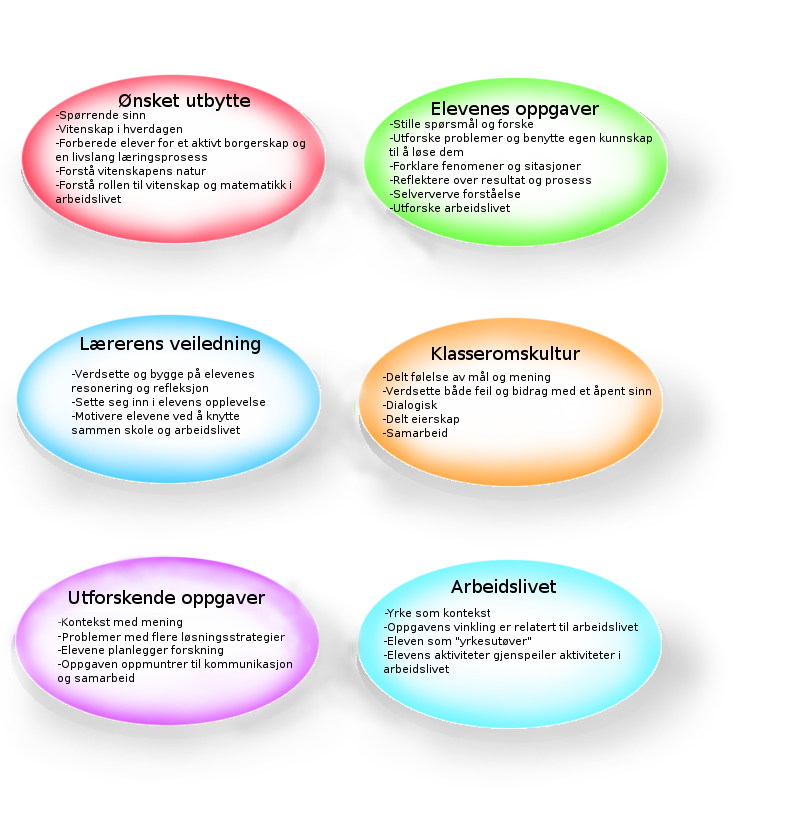 Ønsket utbytte
-Spørrende sinn
-Vitenskap i hverdagen
-Forberede elever for et aktivt borgerskap og
en livslang læringsprosess
-Forstå vitenskapens natur
-Forstå rollen til vitenskap og matematikk i
arbeidslivet
Elevenes oppgaver
-Stille spørsmål og forske
-Utforske problemer og benytte egen kunnskap
til å løse dem
-Forklare fenomener og sitasjoner
-Reflektere over resultat og prosess
-Selververve forståelse
-Utforske arbeidslivet
Lærerens veiledning
-Verdsette og bygge på elevenes
resonering og refleksjon
-Sette seg inn i elevens opplevelse
-Motivere elevene ved å knytte
sammen skole og arbeidslivet
Klasseromskultur
-Delt følelse av mål og mening
-Verdsette både feil og bidrag med et åpent sinn
-Dialogisk
-Delt eierskap
-Samarbeid
Utforskende oppgaver
-Kontekst med mening
-Problemer med flere løsningsstrategier
-Elevene planlegger forskning
-Oppgaven oppmuntrer til kommunikasjon
og samarbeid
Arbeidslivet
-Yrke som kontekst
-Oppgavens vinkling er relatert til arbeidslivet
-Eleven som "yrkesutøver"
-Elevens aktiviteter gjenspeiler aktiviteter i
arbeidslivet